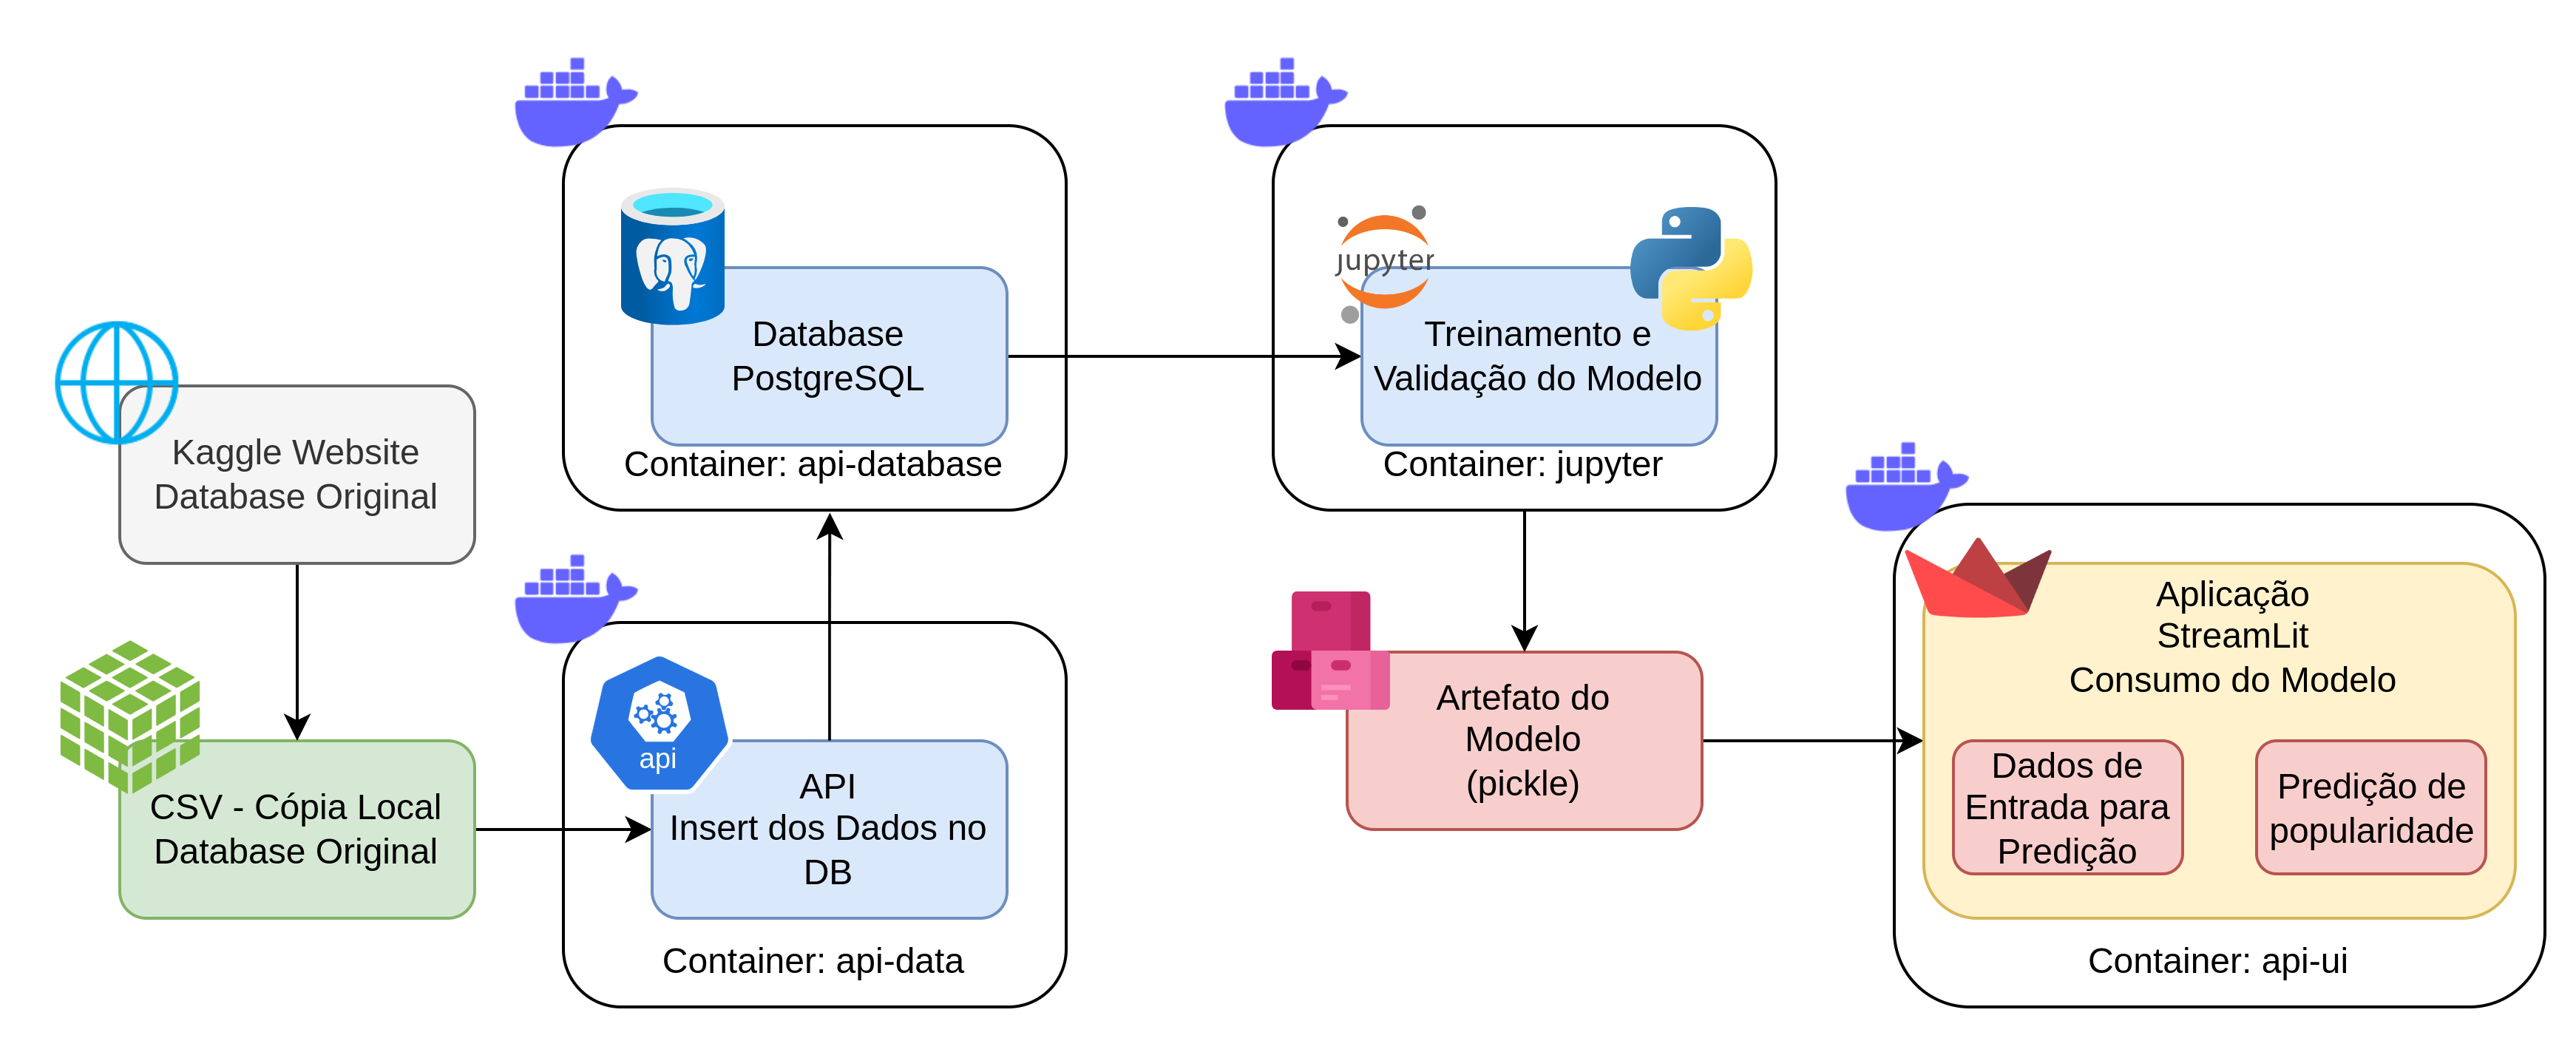 Kaggle Website
Database Original
CSV - Cópia Local
Database Original
Database
PostgreSQL
Container: api-database
api
API
Insert dos Dados no
DB
Container: api-data
jupyter
Treinamento e
Validação do Modelo
Container: jupyter
Artefato do
Modelo
(pickle)
Aplicação
StreamLit
Consumo do Modelo
Dados de
Entrada para
Predição
Predição de
popularidade
Container: api-ui